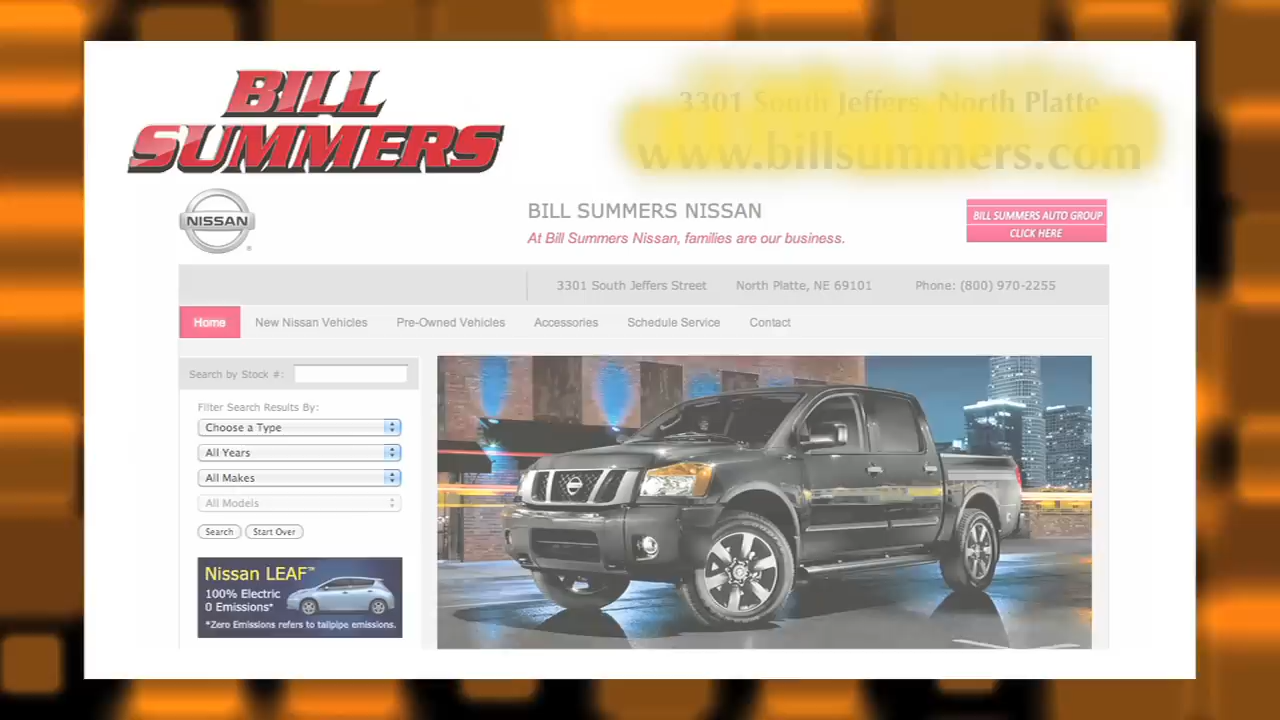 BILL
SUMMERS
3301 South Jeffers, North Platte
www.billsummers.com
NISSAN
BILL SUMMERS NISSAN
At Bill Summers Nissan, families are our business.
BILL SUMMERS AUTO GROUP
CLICK HERE
3301 South Jeffers Street North Platte, NE 69101 Phone: (800) 970-2255
Home New Nissan Vehicles Pre-Owned Vehicles Accessories Schedule Service Contact
Search by Stock #:
Filter Search Results By:
Choose a Type
All Years
All Makes
All Models
Search Start Over
Nissan LEAF™
100% Electric
0 Emissions*
*Zero Emissions refers to tailpipe emissions.